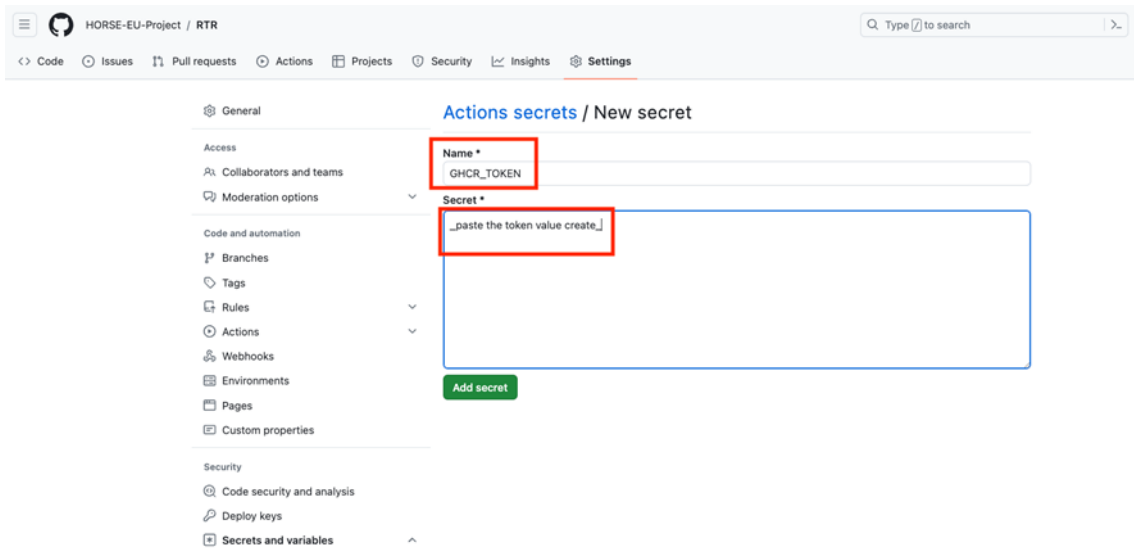 HORSE-EU-Project / RTR
Type / to search
Code Issues Pull requests Actions Projects Security Insights Settings
General
Access
Collaborators and teams
Moderation options
Code and automation
Branches
Tags
Rules
Actions
Webhooks
Environments
Pages
Custom properties
Security
Code security and analysis
Deploy keys
Secrets and variables
Actions secrets / New secret
Name *
GHCR_TOKEN
Secret *
_paste the token value create_
Add secret